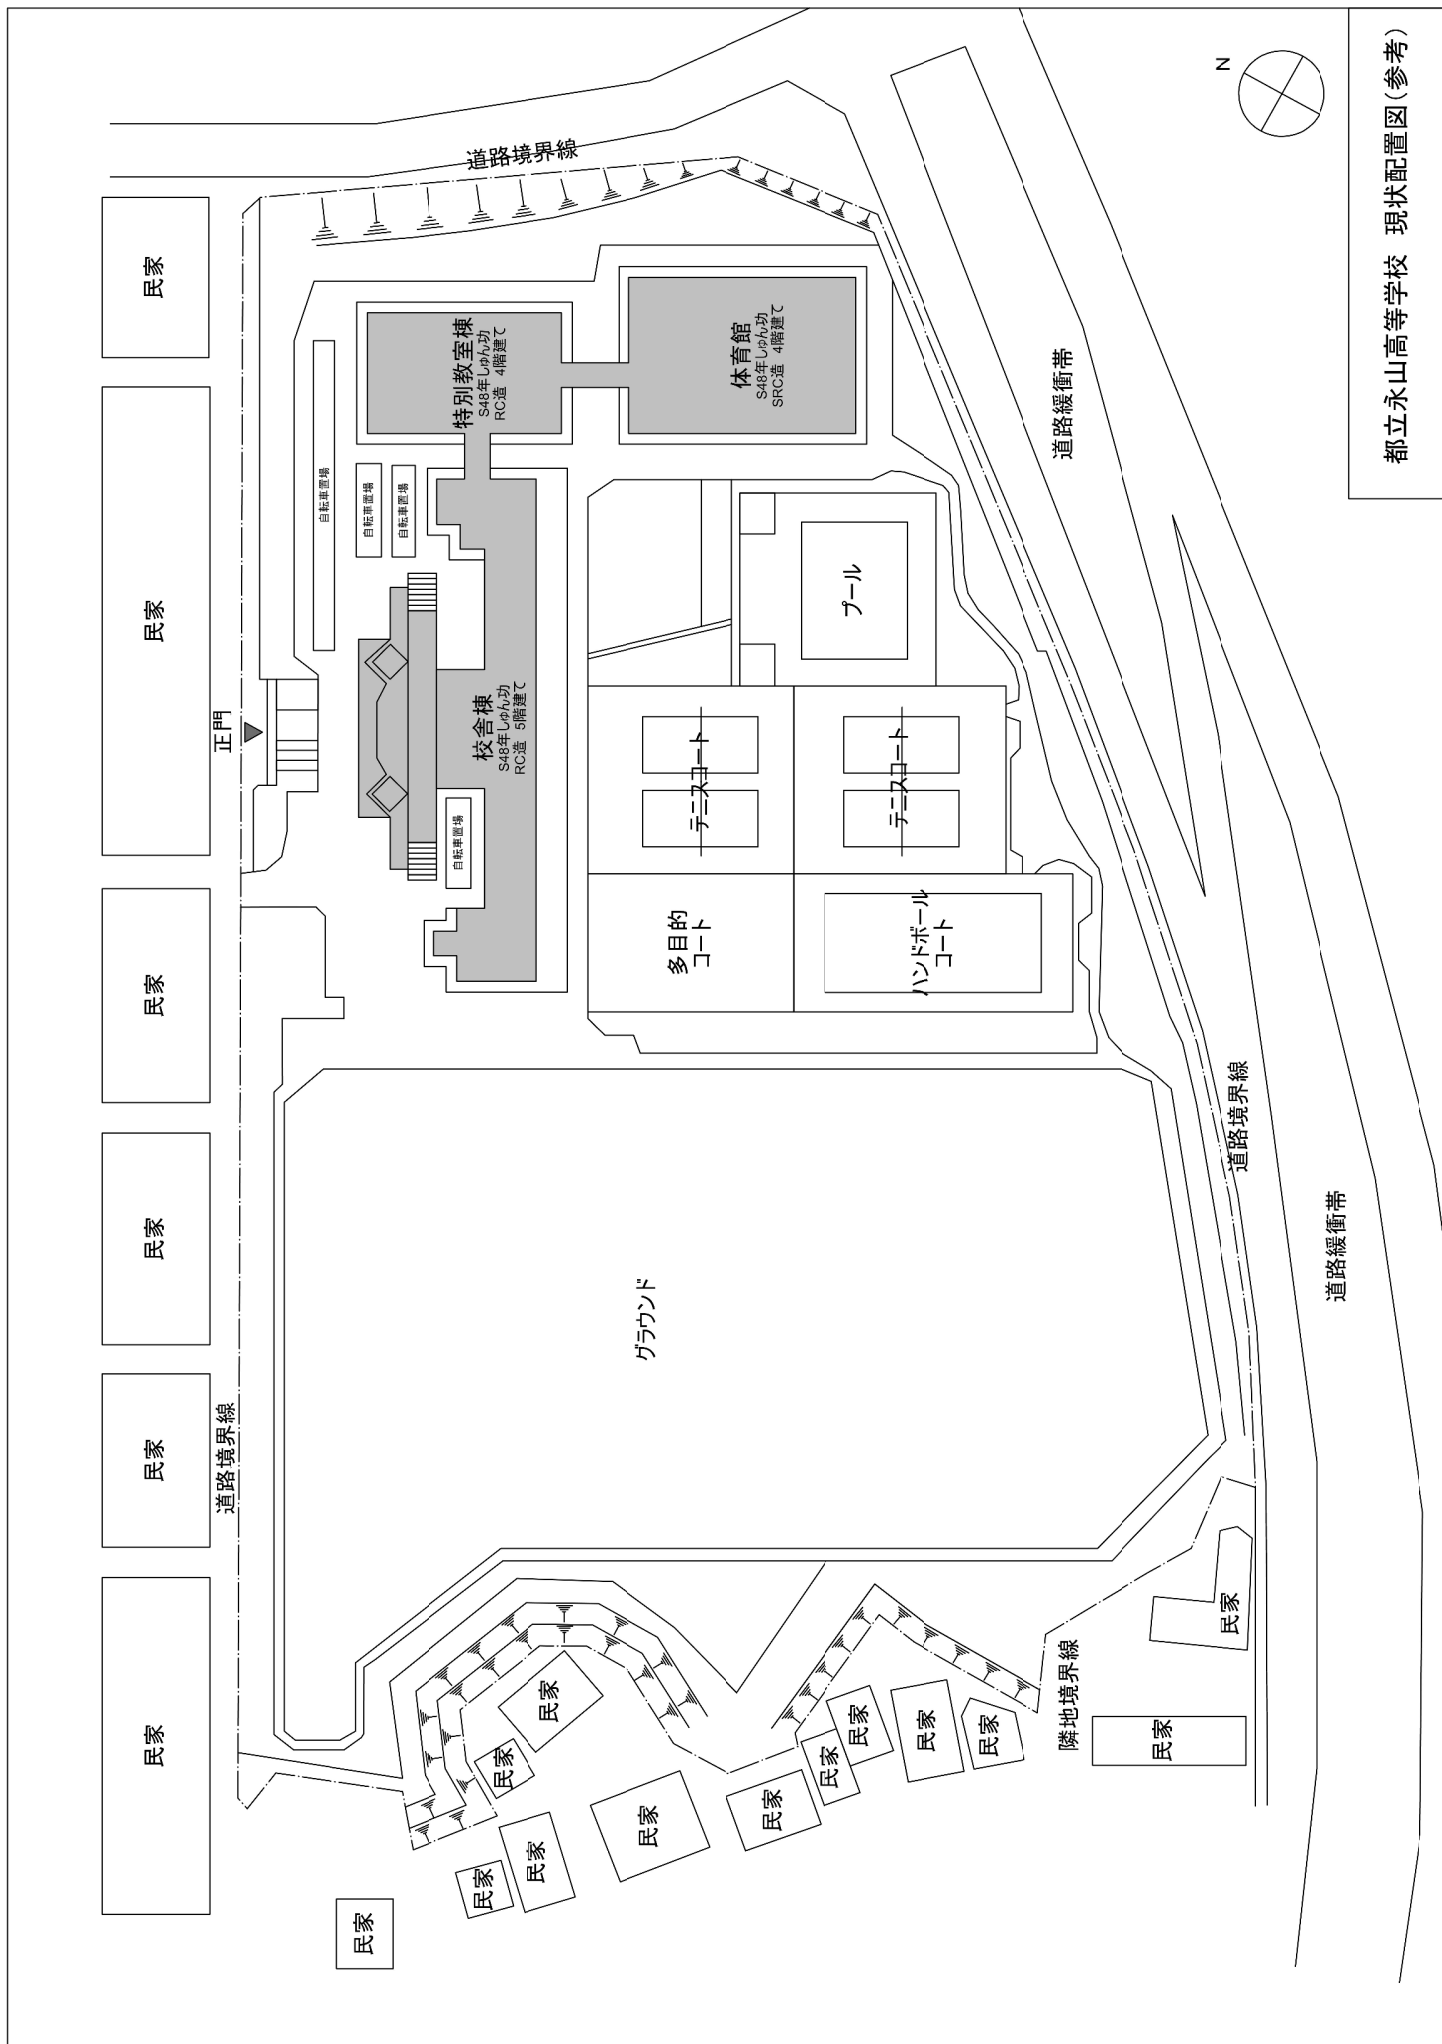 民家
民家
民家
民家
民家
民家
道路境界線
正門
道路境界線
自転車置場
自転車置場
自転車置場
自転車置場
特別教室棟
S48年しゅん功
RC造 4階建て
体育館
S48年しゅん功
SRC造 4階建て
校舎棟
S48年しゅん功
RC造 5階建て
プール
テニスコート
テニスコート
多目的
コート
ハンドボール
コート
グラウンド
民家
民家
民家
民家
民家
民家
民家
民家
民家
民家
民家
隣地境界線
民家
民家
道路境界線
道路緩衝帯
道路緩衝帯
N
都立永山高等学校 現状配置図(参考)